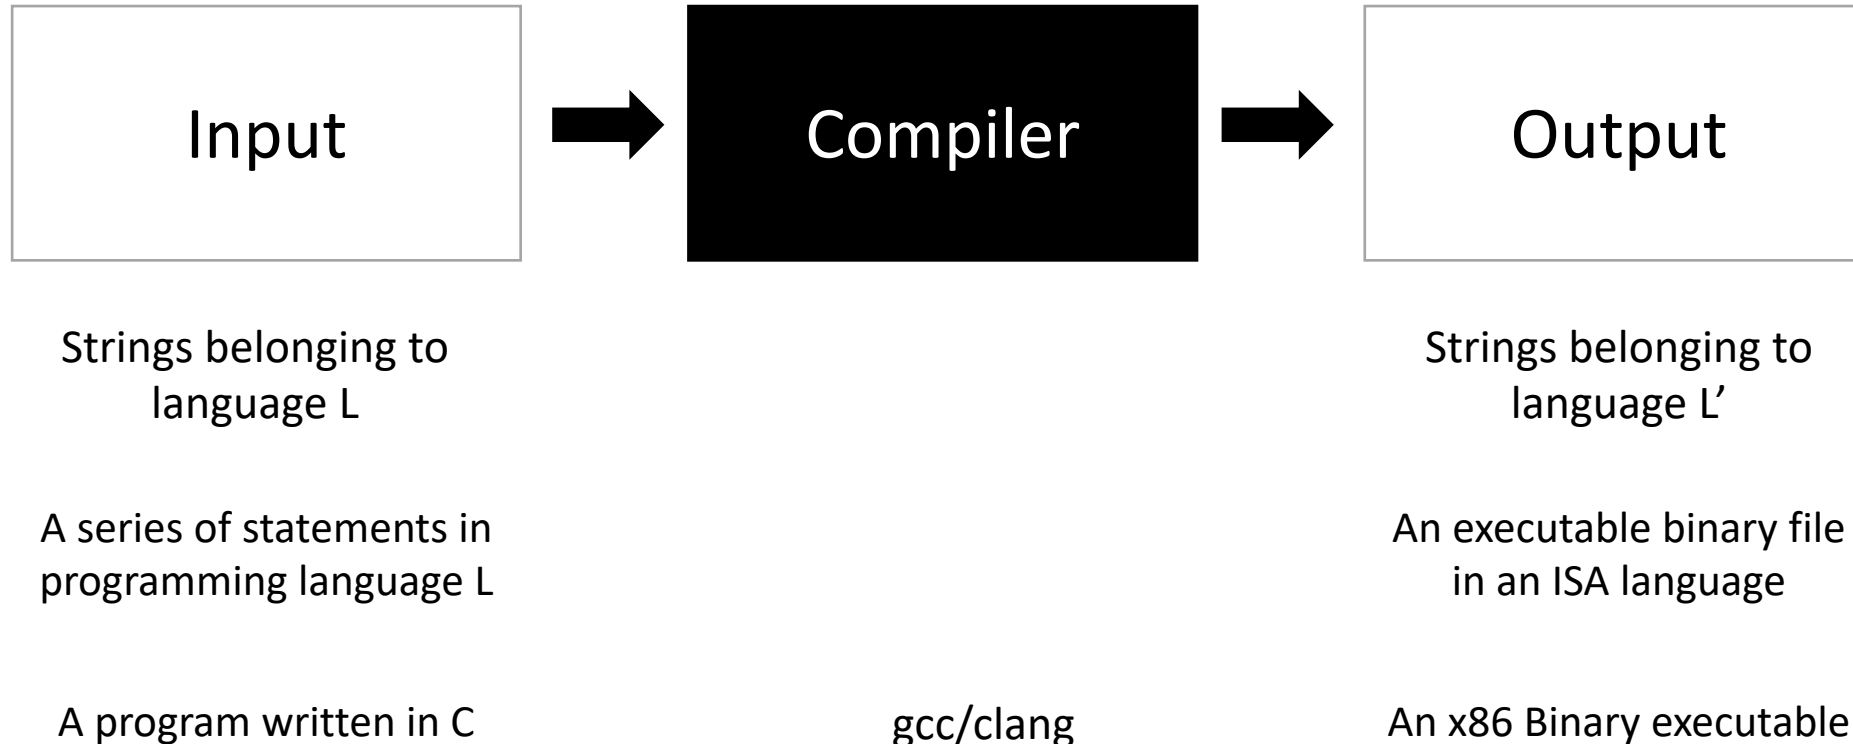 Input
Compiler
Output
Strings belonging to
language L
Strings belonging to
language L’
A series of statements in
programming language L
An executable binary file
in an ISA language
A program written in C
gcc/clang
An x86 Binary executable